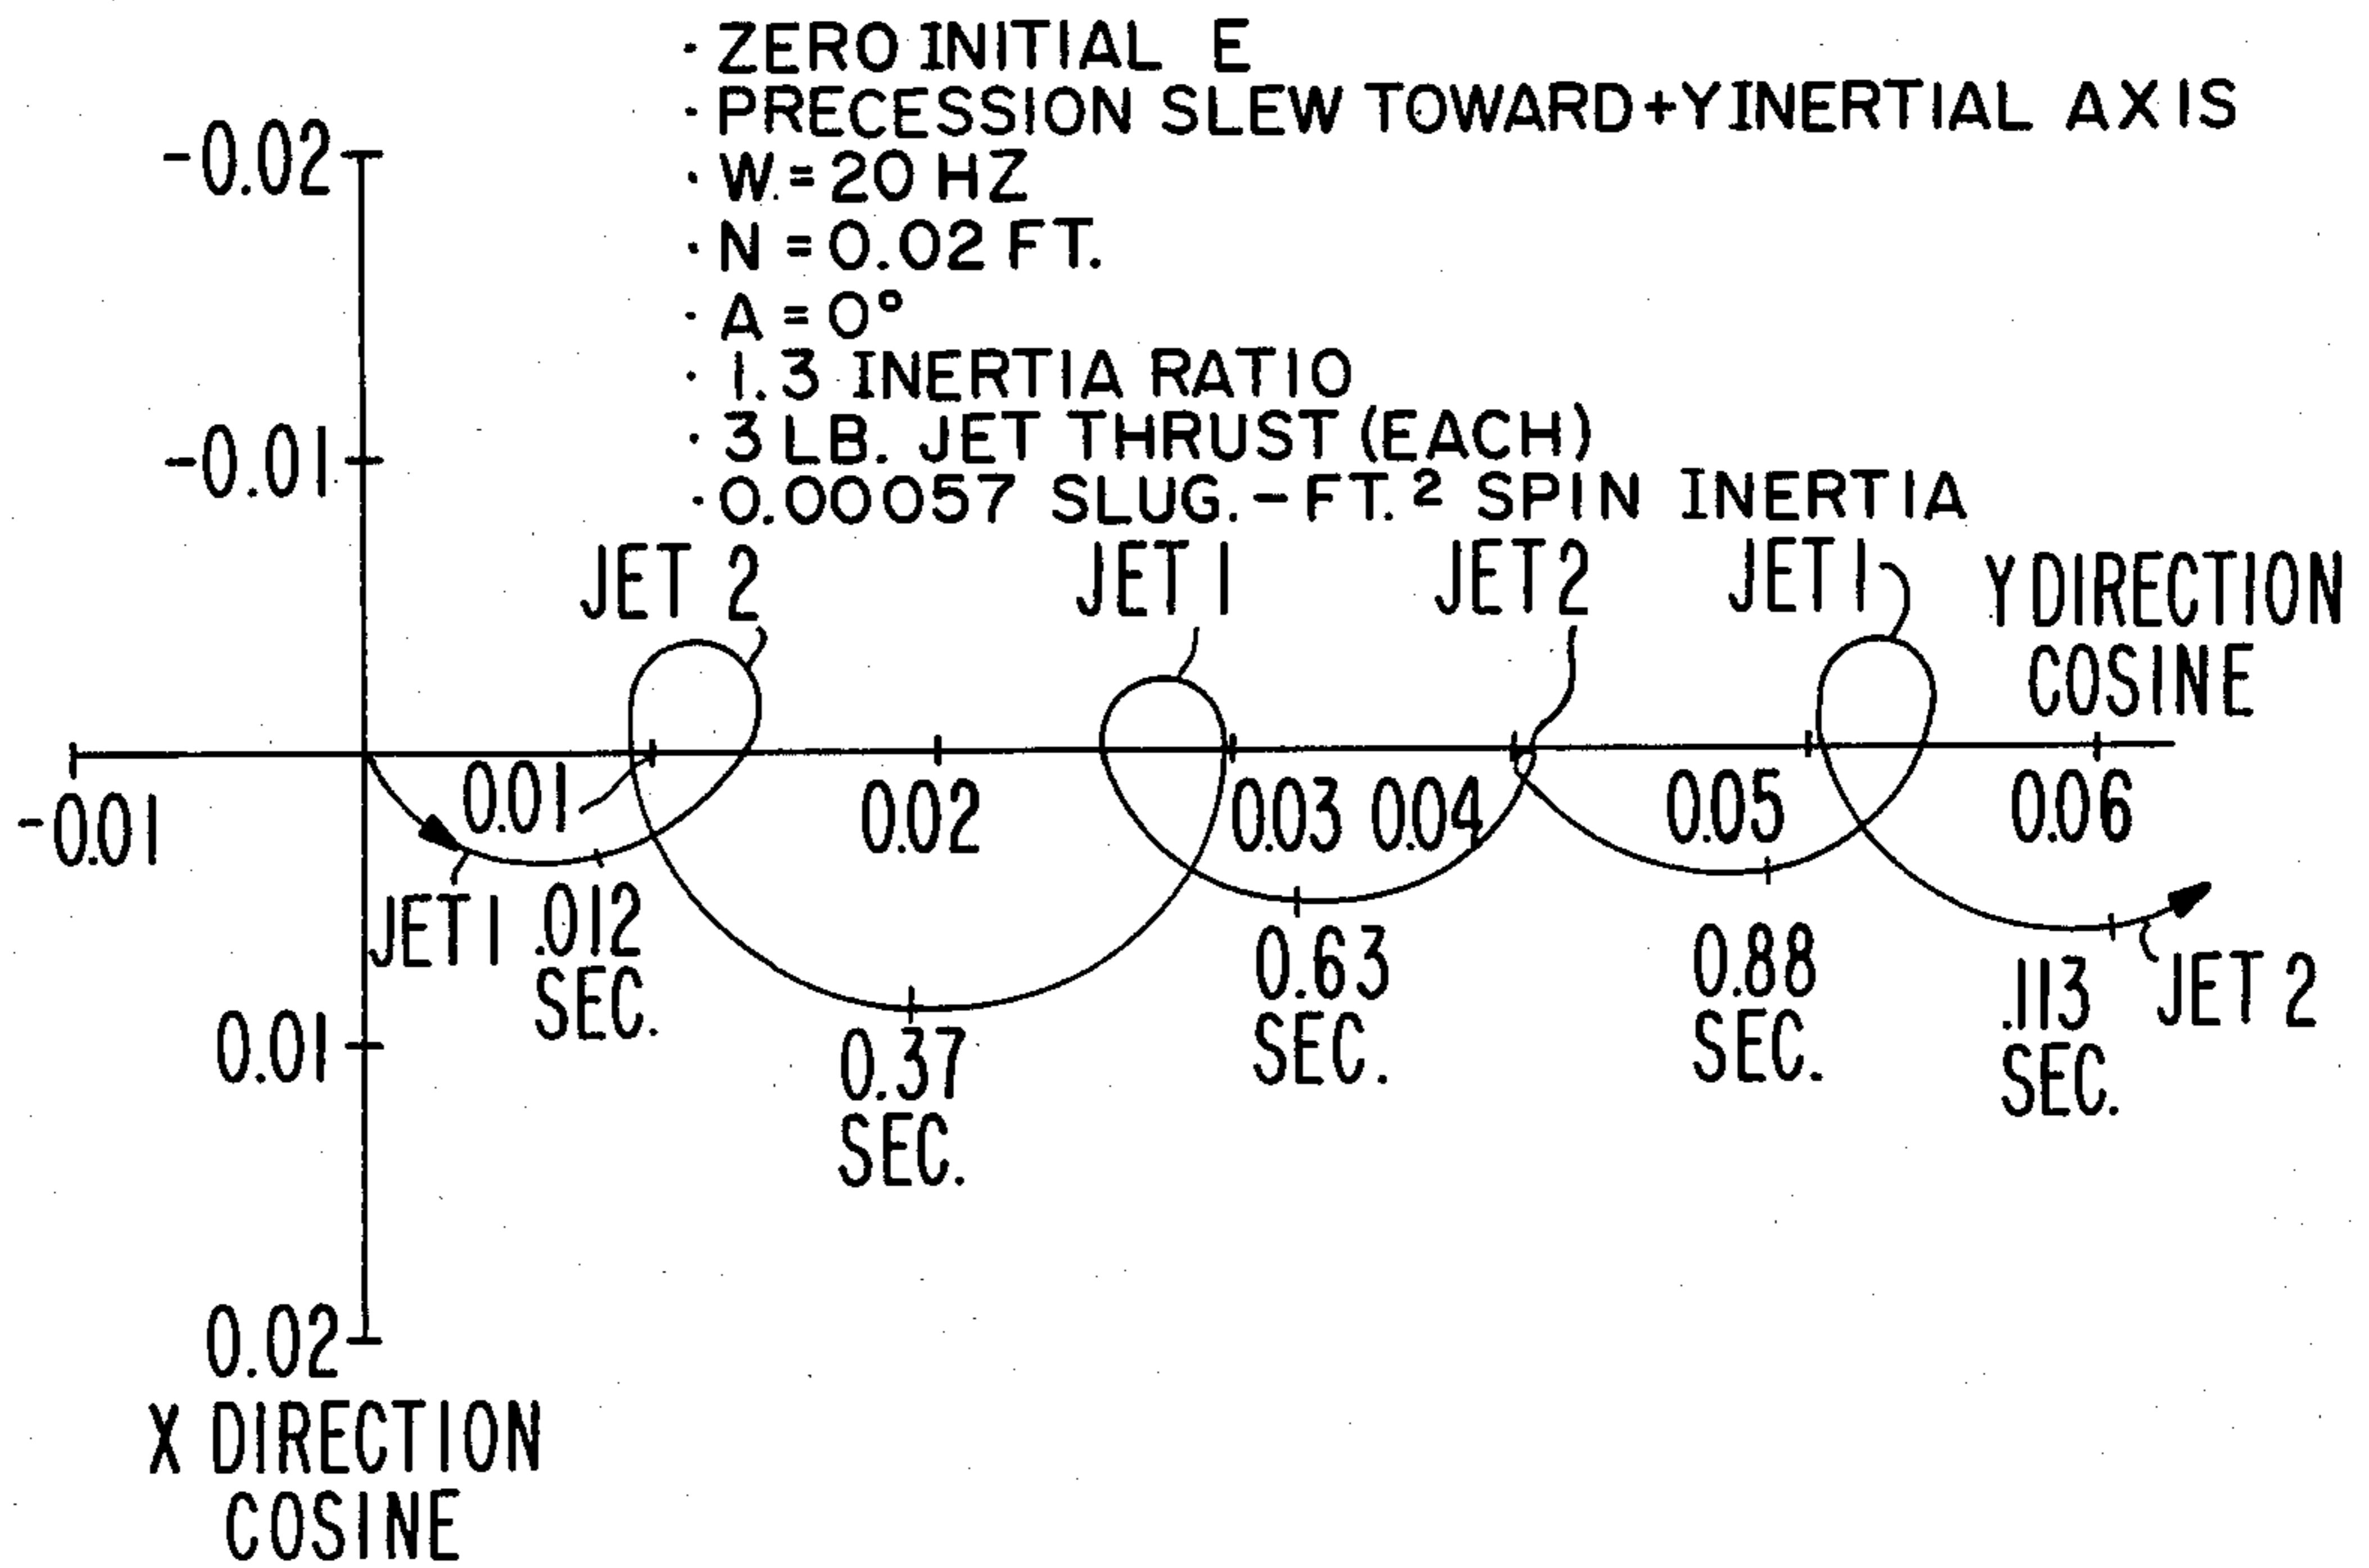 · ZERO INITIAL E
· PRECESSION SLEW TOWARD +YINERTIAL AXIS
· W.=20 HZ
· N = 0.02 FT.
· A = 0°
· 1.3 INERTIA RATIO
· 3 LB. JET THRUST (EACH)
· 0.00057 SLUG.-FT.² SPIN INERTIA
-0.02
-0.01
JET 2
JET 1
JET 2
JET 1
Y DIRECTION
COSINE
-0.01
0.01
0.02
0.03
0.04
0.05
0.06
JET 1
.012
SEC.
0.37
SEC.
0.63
SEC.
0.88
SEC.
.113
SEC.
JET 2
0.01
0.02
X DIRECTION
COSINE